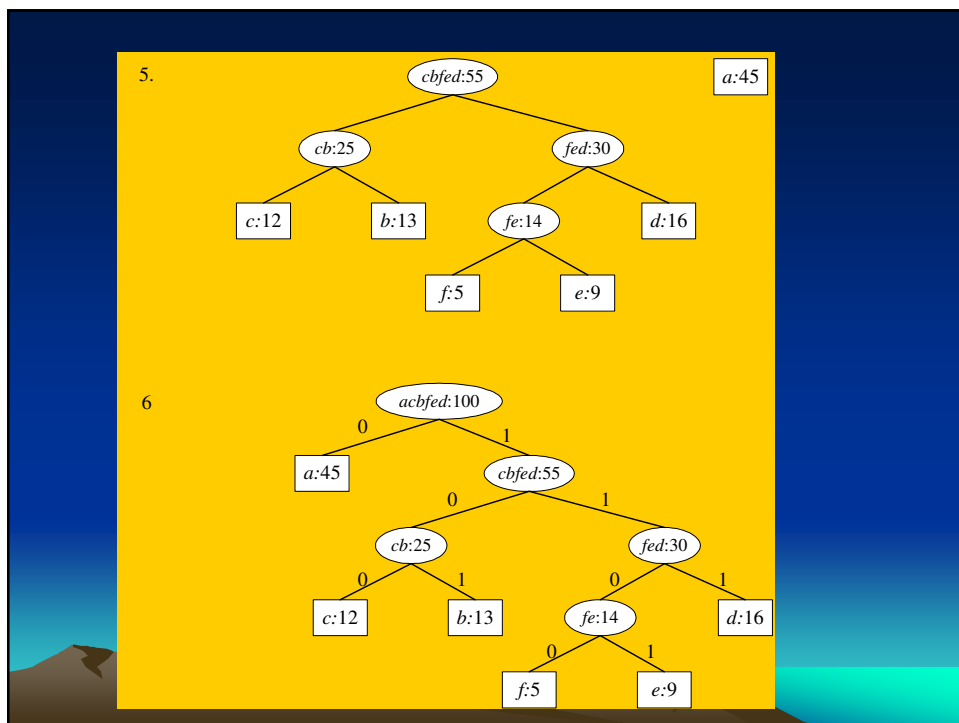 5. cbfed:55 a:45
cb:25 fed:30
c:12 b:13 fe:14 d:16
f:5 e:9
6 acbfed:100
0 1
a:45 cbfed:55
0 1
cb:25 fed:30
0 1 0 1
c:12 b:13 fe:14 d:16
0 1
f:5 e:9